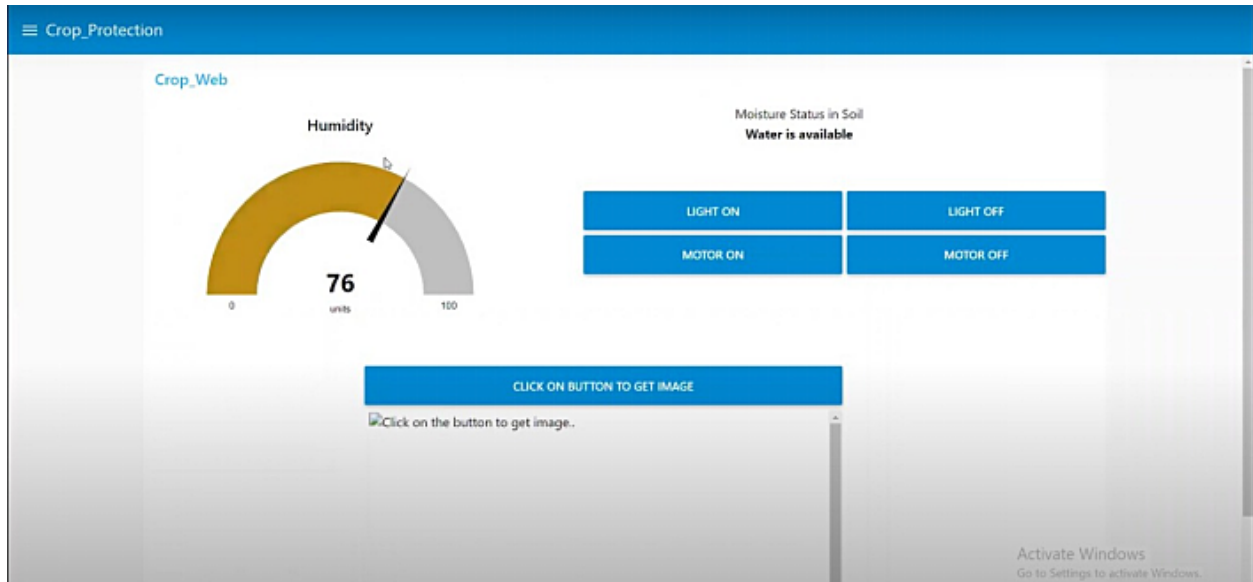 Crop_Protection
Crop_Web
Humidity
76
units
0
100
Moisture Status in Soil
Water is available
LIGHT ON
LIGHT OFF
MOTOR ON
MOTOR OFF
CLICK ON BUTTON TO GET IMAGE
Click on the button to get image..
Activate Windows
Go to Settings to activate Windows.